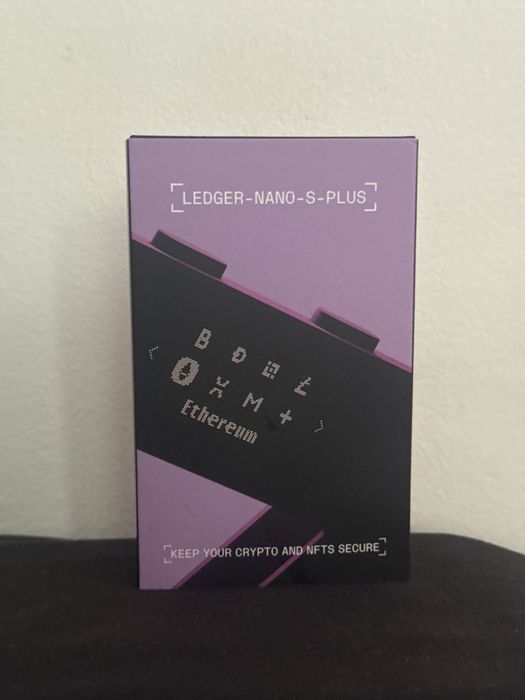 LEDGER-NANO-S-PLUS
Ethereum
KEEP YOUR CRYPTO AND NFTS SECURE